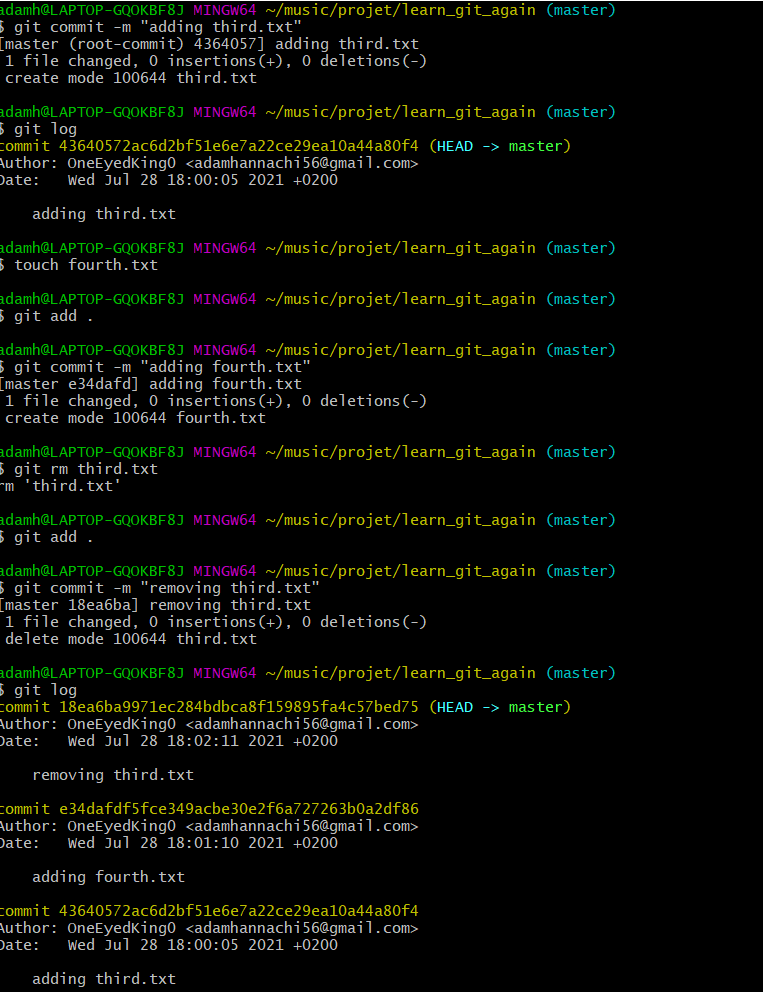 adamh@LAPTOP-GQOKBF8J MINGW64 ~/music/projet/learn_git_again (master)
$ git commit -m "adding third.txt"
[master (root-commit) 4364057] adding third.txt
1 file changed, 0 insertions(+), 0 deletions(-)
create mode 100644 third.txt
adamh@LAPTOP-GQOKBF8J MINGW64 ~/music/projet/learn_git_again (master)
$ git log
commit 43640572ac6d2bf51e6e7a22ce29ea10a44a80f4 (HEAD -> master)
Author: OneEyedKing0 <adamhannachi56@gmail.com>
Date:   Wed Jul 28 18:00:05 2021 +0200
adding third.txt
adamh@LAPTOP-GQOKBF8J MINGW64 ~/music/projet/learn_git_again (master)
$ touch fourth.txt
adamh@LAPTOP-GQOKBF8J MINGW64 ~/music/projet/learn_git_again (master)
$ git add .
adamh@LAPTOP-GQOKBF8J MINGW64 ~/music/projet/learn_git_again (master)
$ git commit -m "adding fourth.txt"
[master e34dafd] adding fourth.txt
1 file changed, 0 insertions(+), 0 deletions(-)
create mode 100644 fourth.txt
adamh@LAPTOP-GQOKBF8J MINGW64 ~/music/projet/learn_git_again (master)
$ git rm third.txt
rm 'third.txt'
adamh@LAPTOP-GQOKBF8J MINGW64 ~/music/projet/learn_git_again (master)
$ git add .
adamh@LAPTOP-GQOKBF8J MINGW64 ~/music/projet/learn_git_again (master)
$ git commit -m "removing third.txt"
[master 18ea6ba] removing third.txt
1 file changed, 0 insertions(+), 0 deletions(-)
delete mode 100644 third.txt
adamh@LAPTOP-GQOKBF8J MINGW64 ~/music/projet/learn_git_again (master)
$ git log
commit 18ea6ba9971ec284bdbca8f159895fa4c57bed75 (HEAD -> master)
Author: OneEyedKing0 <adamhannachi56@gmail.com>
Date:   Wed Jul 28 18:02:11 2021 +0200
removing third.txt
commit e34dafdf5fce349acbe30e2f6a727263b0a2df86
Author: OneEyedKing0 <adamhannachi56@gmail.com>
Date:   Wed Jul 28 18:01:10 2021 +0200
adding fourth.txt
commit 43640572ac6d2bf51e6e7a22ce29ea10a44a80f4
Author: OneEyedKing0 <adamhannachi56@gmail.com>
Date:   Wed Jul 28 18:00:05 2021 +0200
adding third.txt